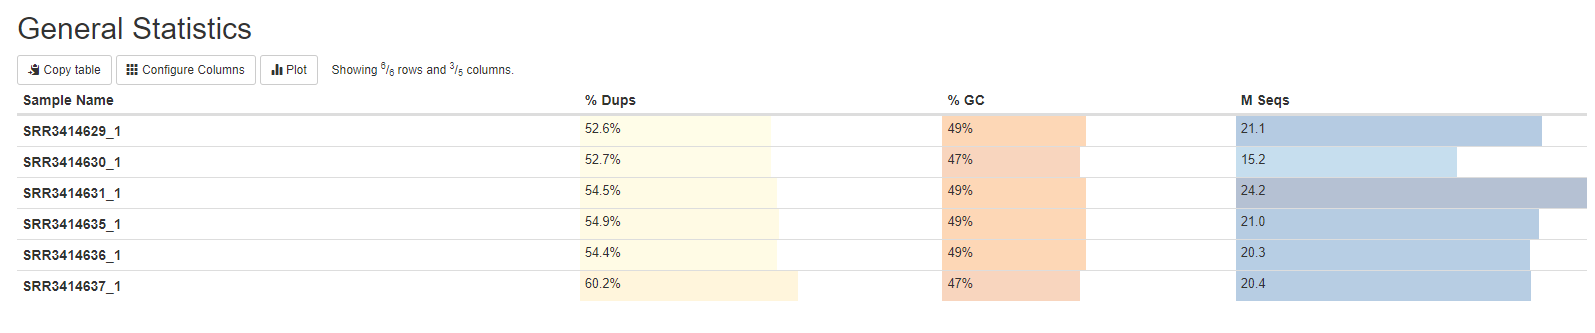 General Statistics
Copy table Configure Columns Plot Showing 6/6 rows and 3/5 columns.
Sample Name % Dups % GC M Seqs
SRR3414629_1 52.6% 49% 21.1
SRR3414630_1 52.7% 47% 15.2
SRR3414631_1 54.5% 49% 24.2
SRR3414635_1 54.9% 49% 21.0
SRR3414636_1 54.4% 49% 20.3
SRR3414637_1 60.2% 47% 20.4